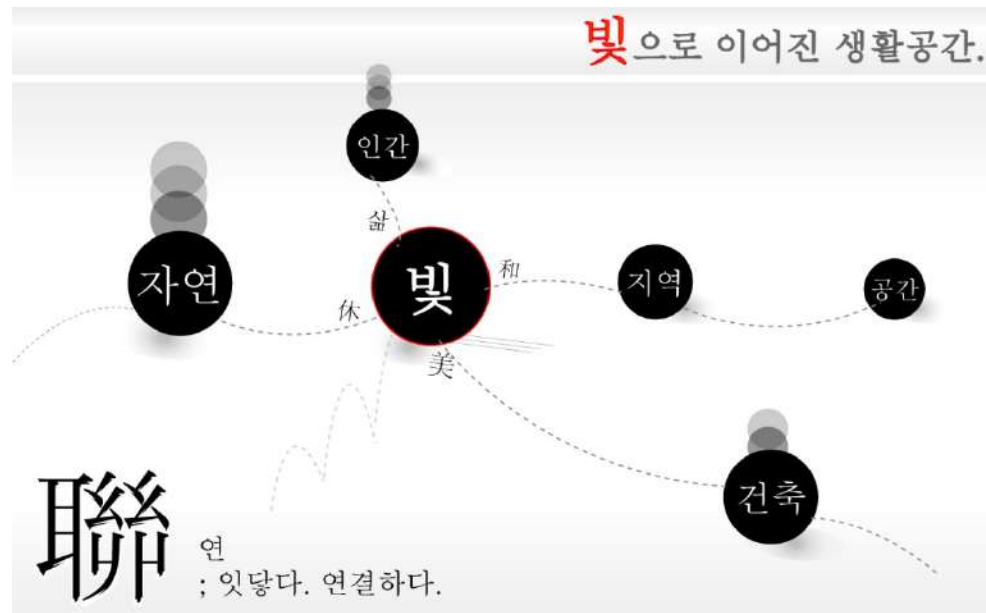 빛으로 이어진 생활공간.
인간
삶
자연
빛
和
지역
공간
休
美
건축
聯
연
; 잇닿다. 연결하다.